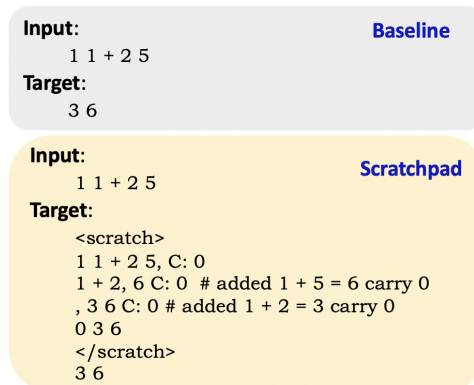 Input:
Baseline
1 1 + 2 5
Target:
3 6
Input:
Scratchpad
1 1 + 2 5
Target:
<scratch>
1 1 + 2 5, C: 0
1 + 2, 6 C: 0  # added 1 + 5 = 6 carry 0
, 3 6 C: 0 # added 1 + 2 = 3 carry 0
0 3 6
</scratch>
3 6